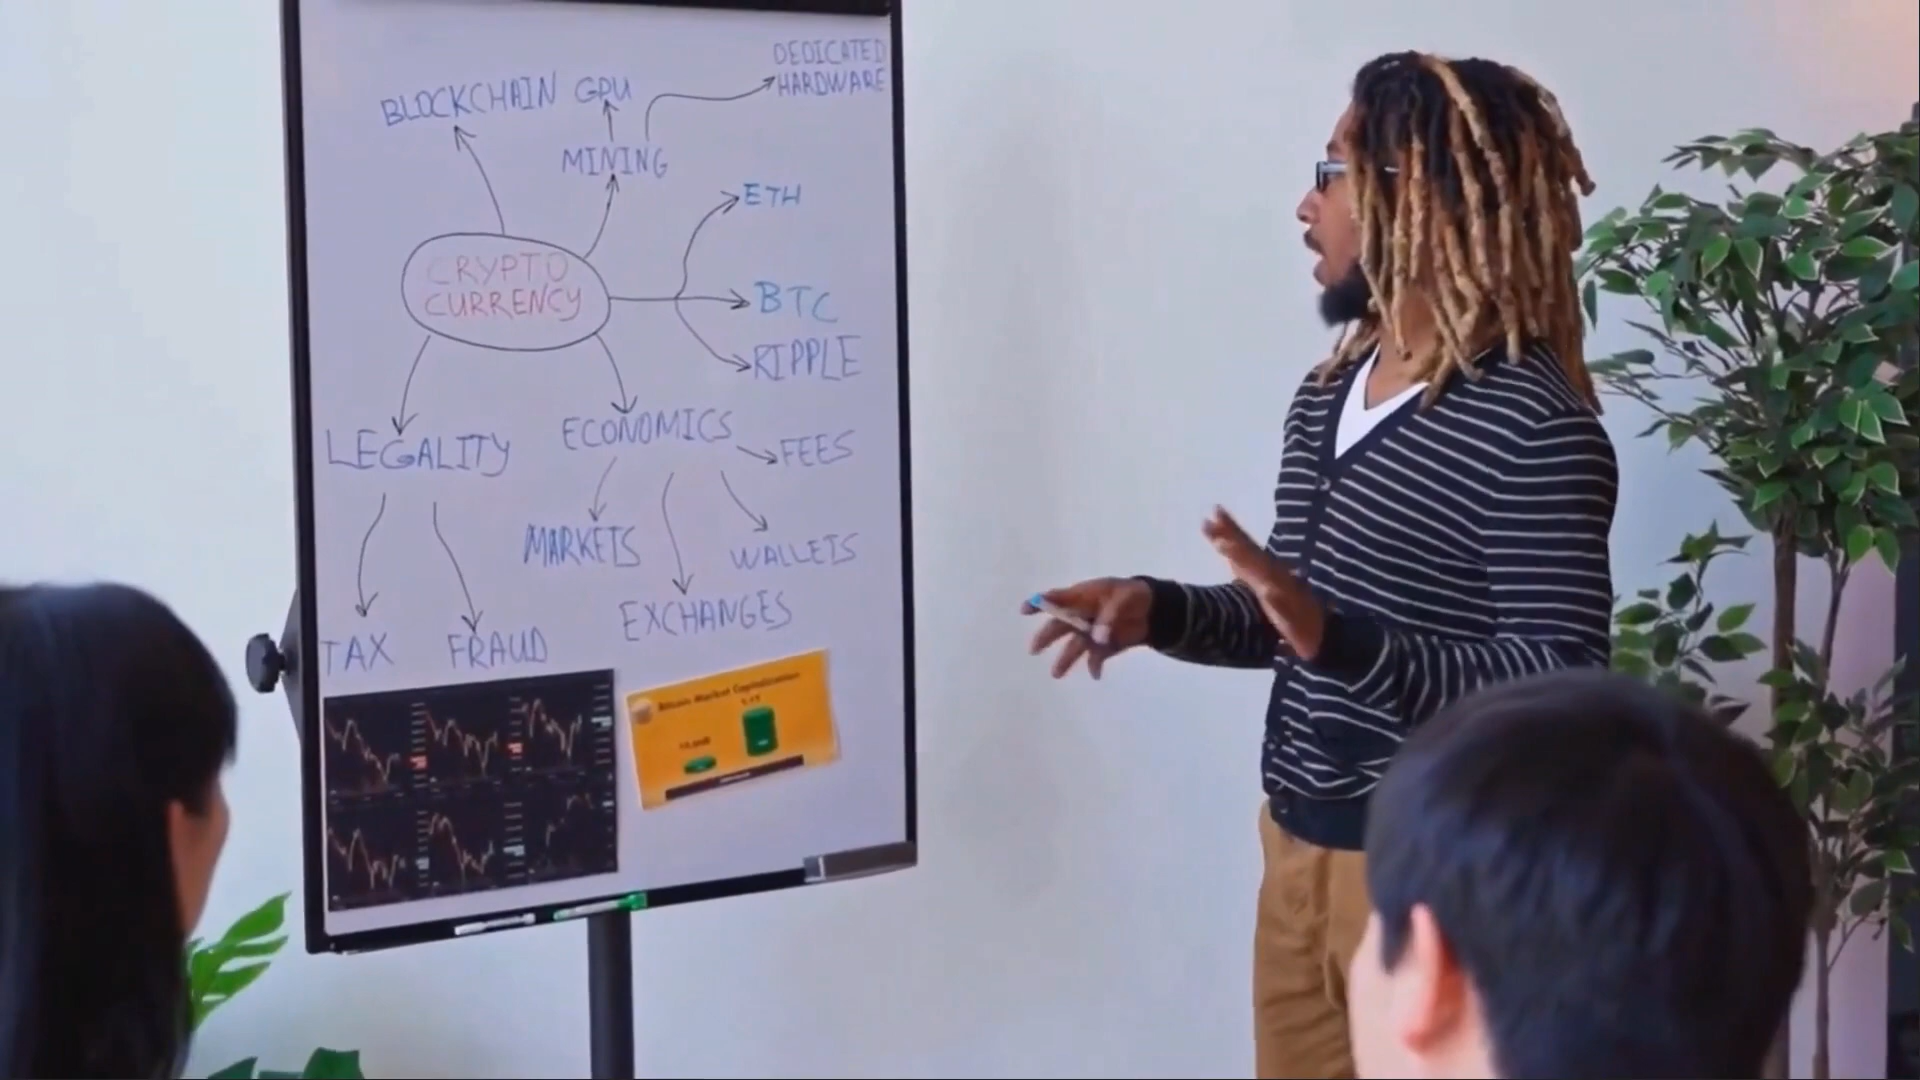 DEDICATED
HARDWARE
BLOCKCHAIN GPU
MINING
ETH
CRYPTO
CURRENCY
BTC
RIPPLE
LEGALITY
ECONOMICS
FEES
MARKETS
WALLETS
EXCHANGES
TAX
FRAUD
Bitcoin Market Capitalization